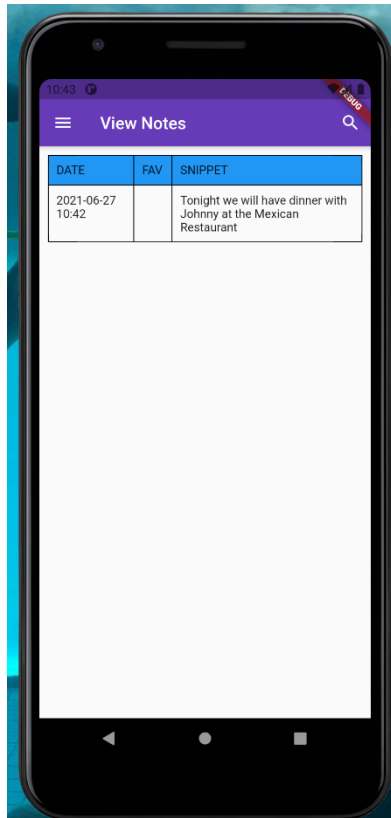 10:43
DEBUG
View Notes
DATE FAV SNIPPET
2021-06-27 Tonight we will have dinner with
10:42 Johnny at the Mexican
Restaurant